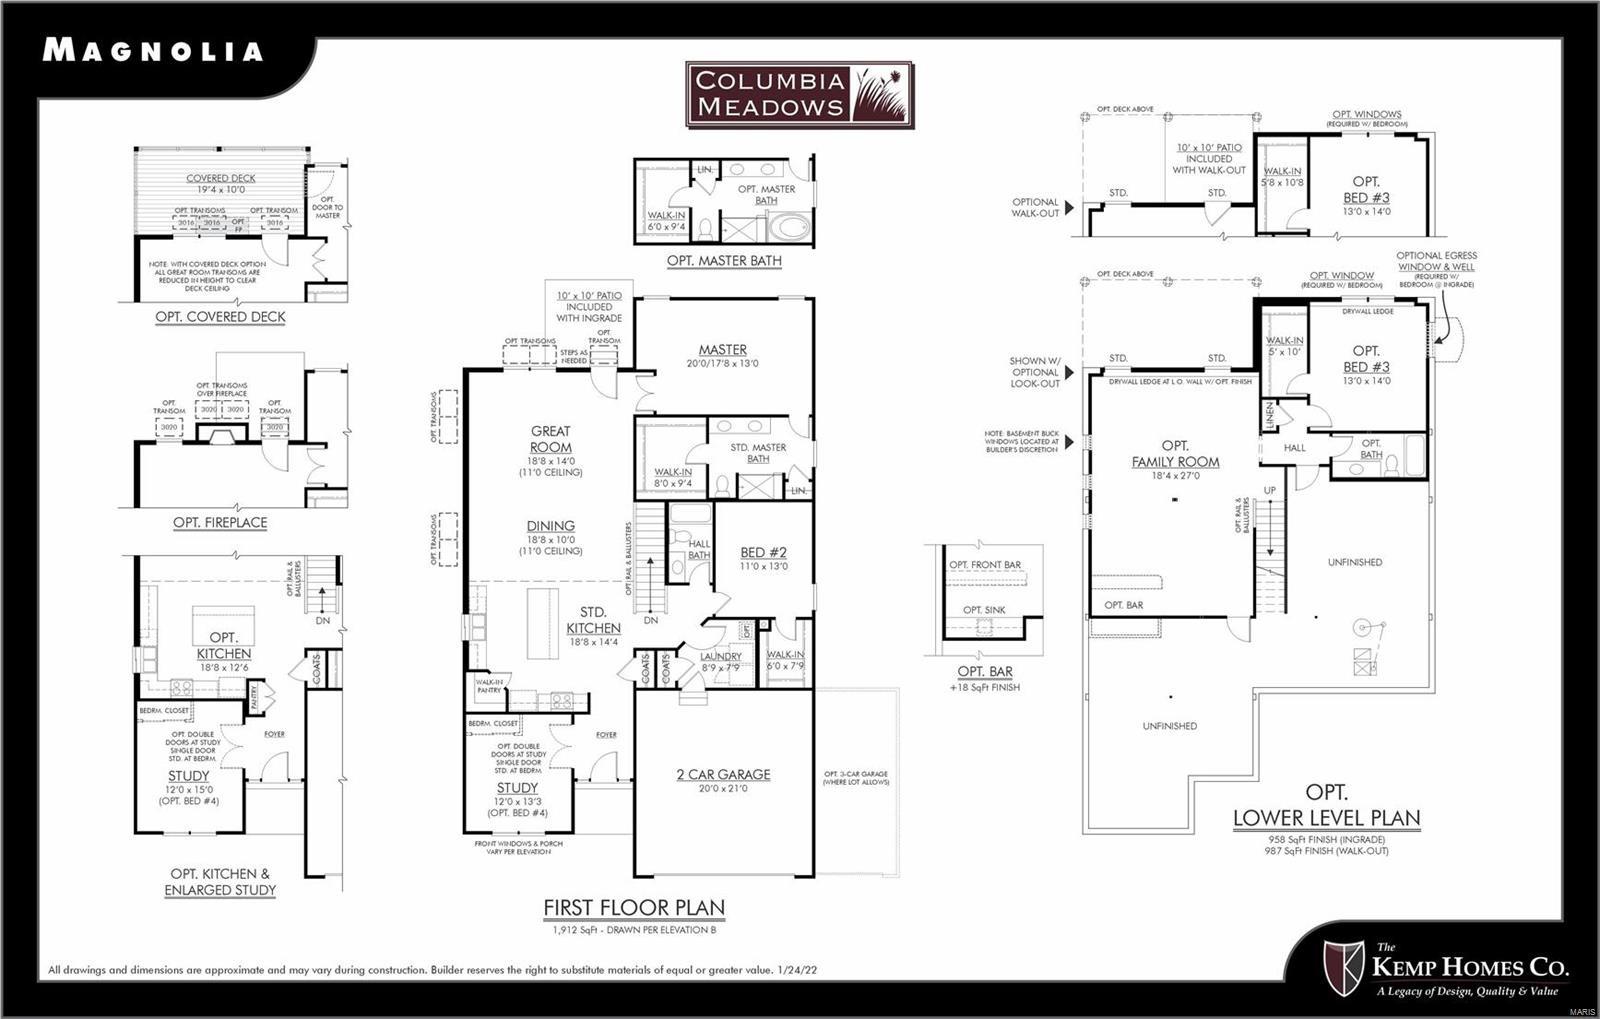 MAGNOLIA
COLUMBIA
MEADOWS
COVERED DECK
19'4 x 10'0
OPT. TRANSOMS
OPT. TRANSOM
3016
3016
OPT.
FP
3016
OPT.
DOOR TO
MASTER
NOTE: WITH COVERED DECK OPTION
ALL GREAT ROOM TRANSOMS ARE
REDUCED IN HEIGHT TO CLEAR
DECK CEILING
OPT. COVERED DECK
OPT. TRANSOMS
OVER FIREPLACE
OPT.
TRANSOM
3020
3020
3020
OPT.
TRANSOM
3020
OPT. FIREPLACE
OPT. RAIL &
BALLUSTERS
DN
OPT.
KITCHEN
18'8 x 12'6
COATS
PANTRY
BEDRM. CLOSET
OPT. DOUBLE
DOORS AT STUDY
SINGLE DOOR
STD. AT BEDRM.
FOYER
STUDY
12'0 x 15'0
(OPT. BED #4)
OPT. KITCHEN &
ENLARGED STUDY
LIN.
WALK-IN
6'0 x 9'4
OPT. MASTER
BATH
OPT. MASTER BATH
10' x 10' PATIO
INCLUDED
WITH INGRADE
OPT. TRANSOMS
STEPS AS
NEEDED
OPT.
TRANSOM
MASTER
20'0/17'8 x 13'0
OPT. TRANSOMS
GREAT
ROOM
18'8 x 14'0
(11'0 CEILING)
WALK-IN
8'0 x 9'4
STD. MASTER
BATH
LIN.
OPT. TRANSOMS
DINING
18'8 x 10'0
(11'0 CEILING)
OPT. RAIL & BALLUSTERS
HALL
BATH
BED #2
11'0 x 13'0
DN
STD.
KITCHEN
18'8 x 14'4
WALK-IN
PANTRY
COATS
COATS
LAUNDRY
8'9 x 7'9
OPT.
WALK-IN
6'0 x 7'9
BEDRM. CLOSET
OPT. DOUBLE
DOORS AT STUDY
SINGLE DOOR
STD. AT BEDRM.
FOYER
STUDY
12'0 x 13'3
(OPT. BED #4)
2 CAR GARAGE
20'0 x 21'0
OPT. 3-CAR GARAGE
(WHERE LOT ALLOWS)
FRONT WINDOWS & PORCH
VARY PER ELEVATION
FIRST FLOOR PLAN
1,912 SqFt - DRAWN PER ELEVATION B
OPT. FRONT BAR
OPT. SINK
OPT. BAR
+18 SqFt FINISH
OPT. DECK ABOVE
10' x 10' PATIO
INCLUDED
WITH WALK-OUT
STD.
STD.
OPTIONAL
WALK-OUT
WALK-IN
5'8 x 10'8
OPT. WINDOWS
(REQUIRED W/ BEDROOM)
OPT.
BED #3
13'0 x 14'0
OPT. DECK ABOVE
OPT. WINDOW
(REQUIRED W/ BEDROOM)
OPTIONAL EGRESS
WINDOW & WELL
(REQUIRED W/
BEDROOM @ INGRADE)
DRYWALL LEDGE
WALK-IN
5' x 10'
OPT.
BED #3
13'0 x 14'0
SHOWN W/
OPTIONAL
LOOK-OUT
STD.
STD.
DRYWALL LEDGE AT L.O. WALL W/ OPT. FINISH
LINEN
NOTE: BASEMENT BUCK
WINDOWS LOCATED AT
BUILDER'S DISCRETION
OPT.
FAMILY ROOM
18'4 x 27'0
HALL
OPT.
BATH
UP
OPT. RAIL &
BALLUSTERS
UNFINISHED
OPT. BAR
UNFINISHED
OPT.
LOWER LEVEL PLAN
958 SqFt FINISH (INGRADE)
987 SqFt FINISH (WALK-OUT)
All drawings and dimensions are approximate and may vary during construction. Builder reserves the right to substitute materials of equal or greater value. 1/24/22
The
KEMP HOMES CO.
A Legacy of Design, Quality & Value
MARIS